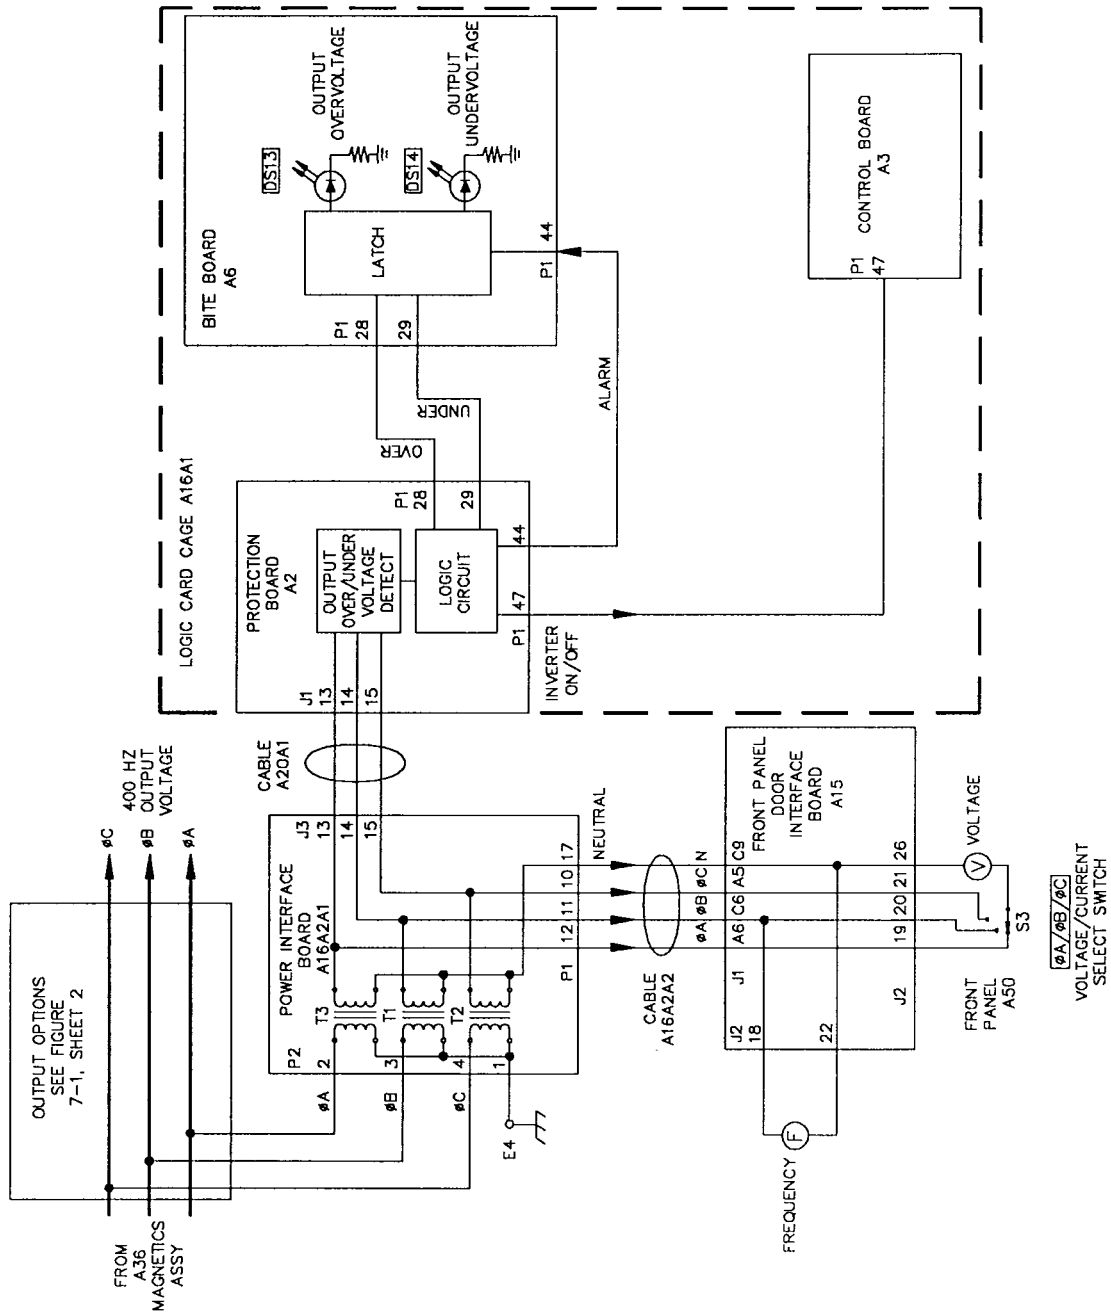 OUTPUT OPTIONS
SEE FIGURE
7-1, SHEET 2
FROM
A36
MAGNETICS
ASSY
øC
øB
øA
400 HZ
OUTPUT
VOLTAGE
LOGIC CARD CAGE A16A1
BITE BOARD
A6
LATCH
DS13
OUTPUT
OVERVOLTAGE
DS14
OUTPUT
UNDERVOLTAGE
P1
28
29
P1
44
OVER
UNDER
ALARM
PROTECTION
BOARD
A2
OUTPUT
OVER/UNDER
VOLTAGE
DETECT
LOGIC
CIRCUIT
P1
28
29
44
P1
47
J1
13
14
15
INVERTER
ON/OFF
CONTROL BOARD
A3
P1
47
CABLE
A20A1
POWER INTERFACE
BOARD
A16A2A1
J3
13
14
15
T3
T1
T2
P2
2
3
4
1
øA
øB
øC
E4
P1
12
11
10
17
NEUTRAL
CABLE
A16A2A2
øA
øB
øC
N
FRONT PANEL
DOOR
INTERFACE
BOARD
A15
J1
A6
C6
A5
C9
J2
18
22
J2
19
20
21
26
FREQUENCY
F
V
VOLTAGE
FRONT
PANEL
A50
S3
øA/øB/øC
VOLTAGE/CURRENT
SELECT SWITCH